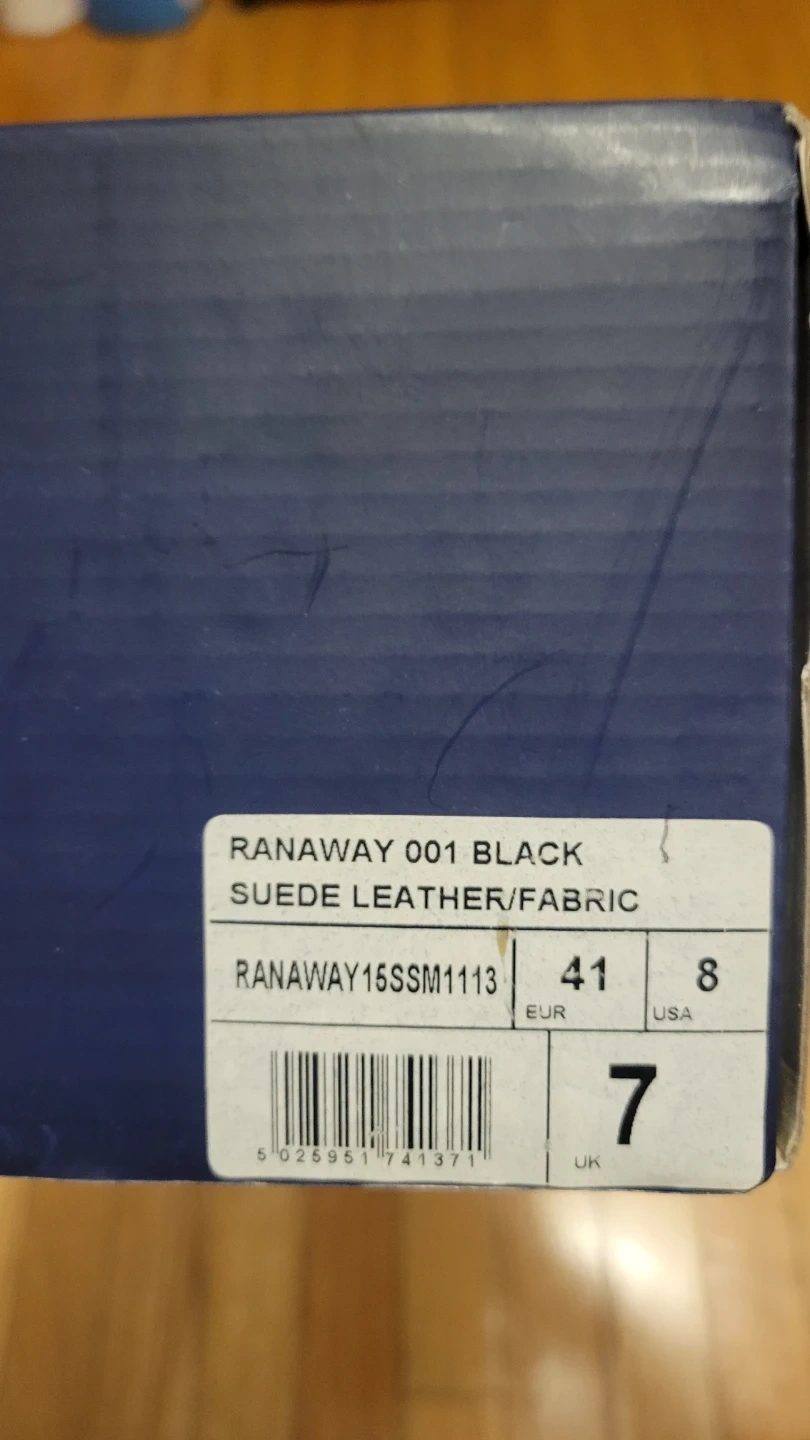 RANAWAY 001 BLACK
SUEDE LEATHER/FABRIC
RANAWAY15SSM1113
41
EUR
8
USA
5 025951 741371
7
UK